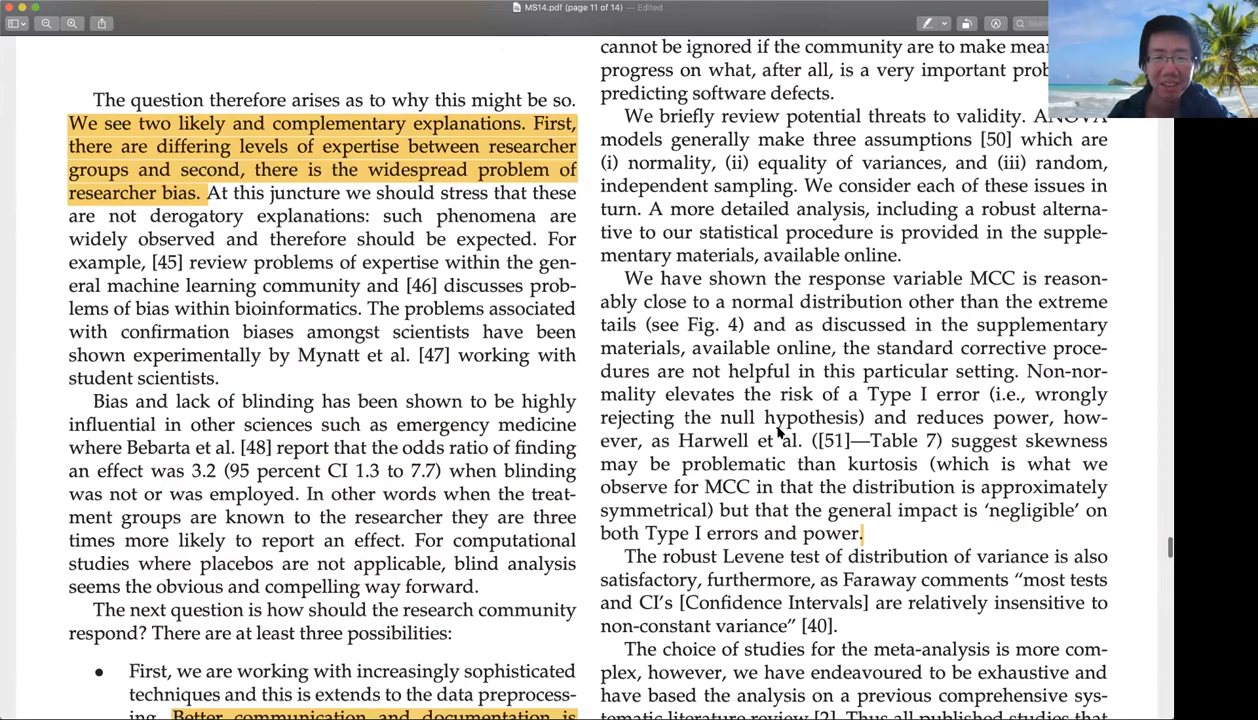 MS14.pdf (page 11 of 14) — Edited
The question therefore arises as to why this might be so.
We see two likely and complementary explanations. First,
there are differing levels of expertise between researcher
groups and second, there is the widespread problem of
researcher bias. At this juncture we should stress that these
are not derogatory explanations: such phenomena are
widely observed and therefore should be expected. For
example, [45] review problems of expertise within the gen-
eral machine learning community and [46] discusses prob-
lems of bias within bioinformatics. The problems associated
with confirmation biases amongst scientists have been
shown experimentally by Mynatt et al. [47] working with
student scientists.
Bias and lack of blinding has been shown to be highly
influential in other sciences such as emergency medicine
where Bebarta et al. [48] report that the odds ratio of finding
an effect was 3.2 (95 percent CI 1.3 to 7.7) when blinding
was not or was employed. In other words when the treat-
ment groups are known to the researcher they are three
times more likely to report an effect. For computational
studies where placebos are not applicable, blind analysis
seems the obvious and compelling way forward.
The next question is how should the research community
respond? There are at least three possibilities:
• First, we are working with increasingly sophisticated
techniques and this is extends to the data preprocess-
ing. Better communication and documentation is
cannot be ignored if the community are to make
progress on what, after all, is a very important
predicting software defects.
We briefly review potential threats to validity.
models generally make three assumptions [50] which are
(i) normality, (ii) equality of variances, and (iii) random,
independent sampling. We consider each of these issues in
turn. A more detailed analysis, including a robust alterna-
tive to our statistical procedure is provided in the supple-
mentary materials, available online.
We have shown the response variable MCC is reason-
ably close to a normal distribution other than the extreme
tails (see Fig. 4) and as discussed in the supplementary
materials, available online, the standard corrective proce-
dures are not helpful in this particular setting. Non-nor-
mality elevates the risk of a Type I error (i.e., wrongly
rejecting the null hypothesis) and reduces power, how-
ever, as Harwell et al. ([51]—Table 7) suggest skewness
may be problematic than kurtosis (which is what we
observe for MCC in that the distribution is approximately
symmetrical) but that the general impact is ‘negligible’ on
both Type I errors and power.
The robust Levene test of distribution of variance is also
satisfactory, furthermore, as Faraway comments “most tests
and CI’s [Confidence Intervals] are relatively insensitive to
non-constant variance” [40].
The choice of studies for the meta-analysis is more com-
plex, however, we have endeavoured to be exhaustive and
have based the analysis on a previous comprehensive sys-
tematic literature review [2]. Thus all published studies that